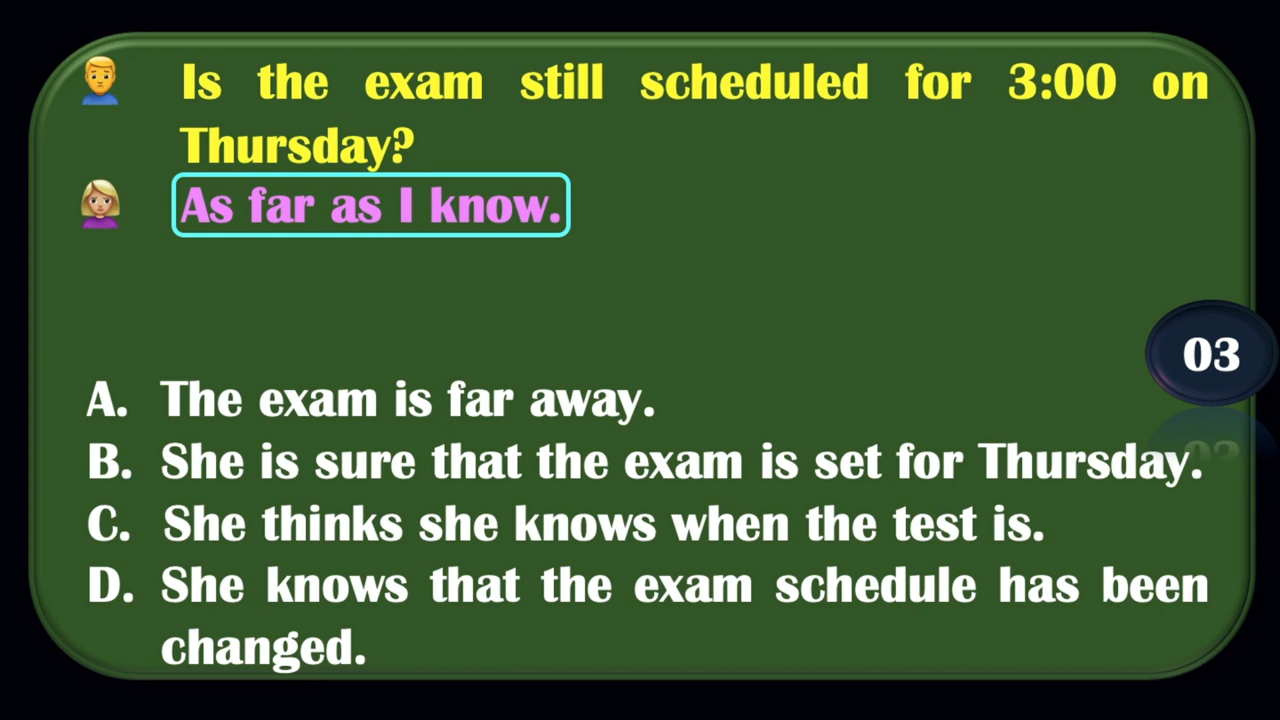 Is the exam still scheduled for 3:00 on
Thursday?
As far as I know.
03
A. The exam is far away.
B. She is sure that the exam is set for Thursday.
C. She thinks she knows when the test is.
D. She knows that the exam schedule has been
changed.